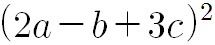 (2a − b + 3c)²